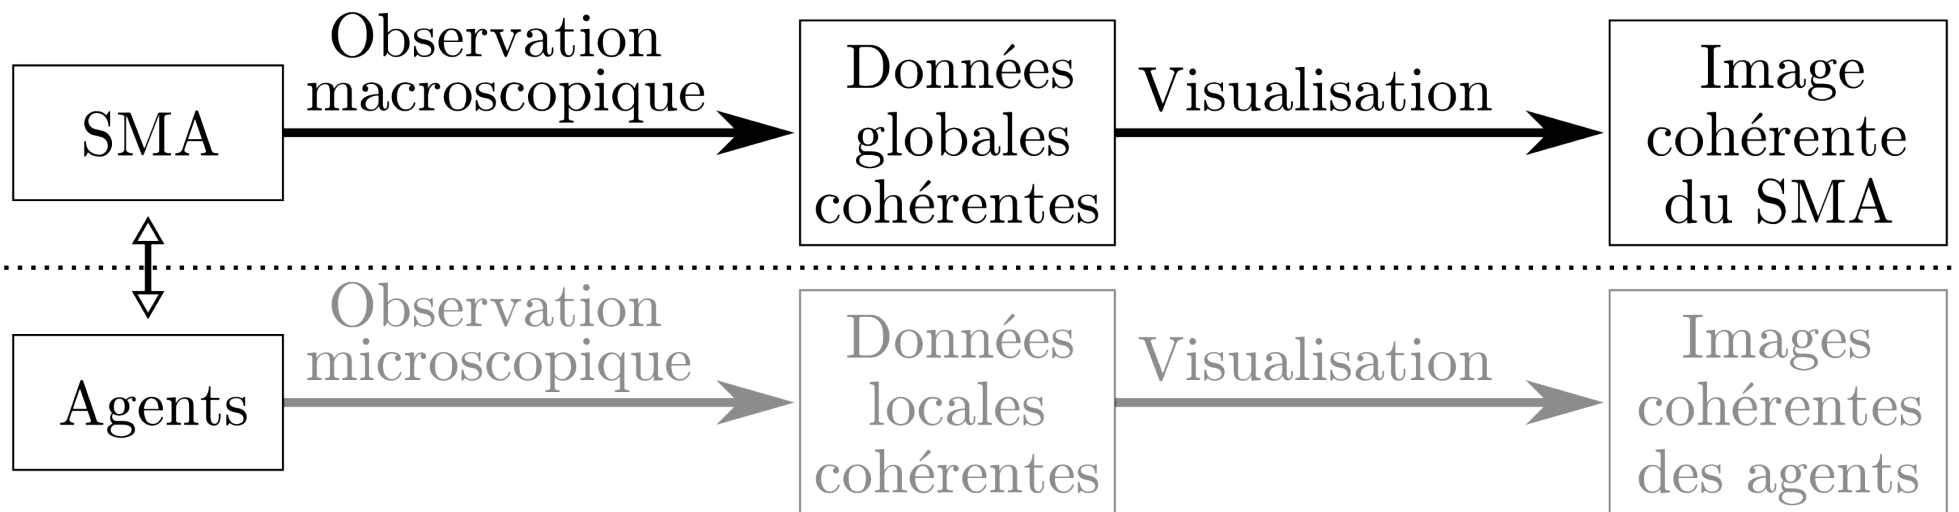 SMA
Observation
macroscopique
Données
globales
cohérentes
Visualisation
Image
cohérente
du SMA
Agents
Observation
microscopique
Données
locales
cohérentes
Visualisation
Images
cohérentes
des agents